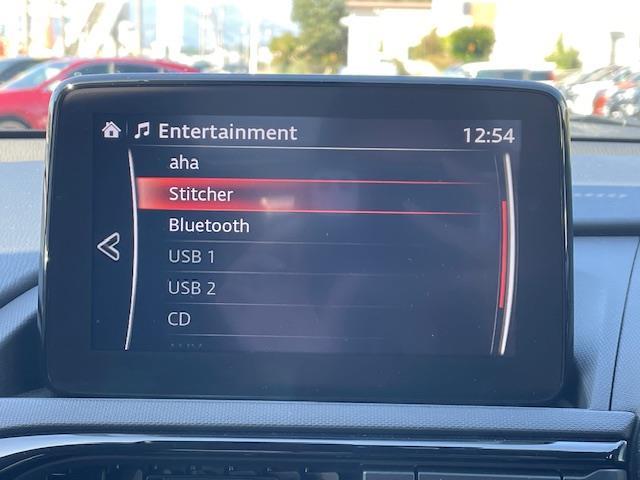 Entertainment 12:54
aha
Stitcher
Bluetooth
USB 1
USB 2
CD